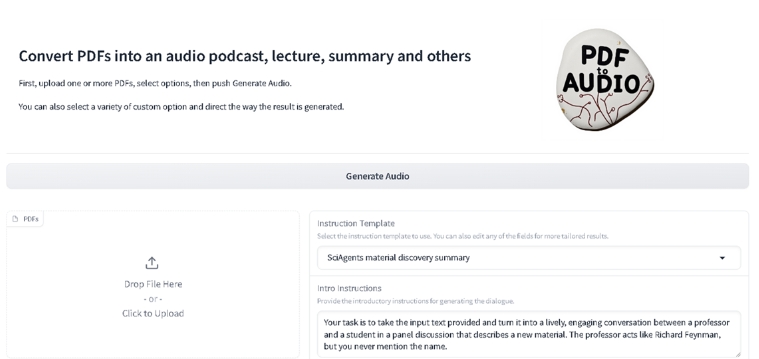 Convert PDFs into an audio podcast, lecture, summary and others
First, upload one or more PDFs, select options, then push Generate Audio.
You can also select a variety of custom option and direct the way the result is generated.
PDF
to
AUDIO
Generate Audio
PDFs
Drop File Here
- or -
Click to Upload
Instruction Template
Select the instruction template to use. You can also edit any of the fields for more tailored results.
SciAgents material discovery summary
Intro Instructions
Provide the introductory instructions for generating the dialogue.
Your task is to take the input text provided and turn it into a lively, engaging conversation between a professor
and a student in a panel discussion that describes a new material. The professor acts like Richard Feynman,
but you never mention the name.